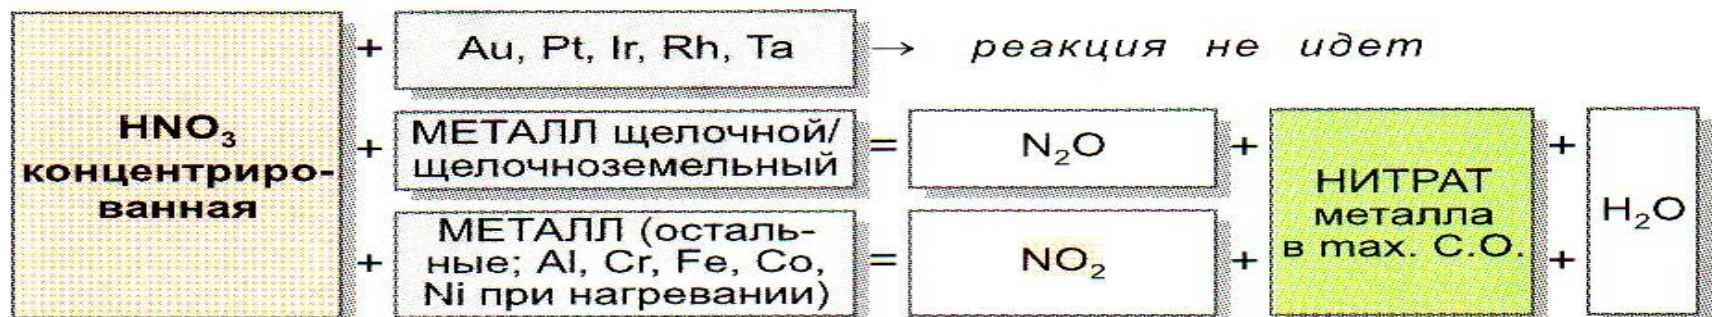 HNO₃
концентриро-
ванная
+
Au, Pt, Ir, Rh, Ta
→ реакция не идет
+
МЕТАЛЛ щелочной/
щелочноземельный
=
N₂O
+
+
МЕТАЛЛ (осталь-
ные; Al, Cr, Fe, Co,
Ni при нагревании)
=
NO₂
+
НИТРАТ
металла
в max. С.О.
+
+
H₂O